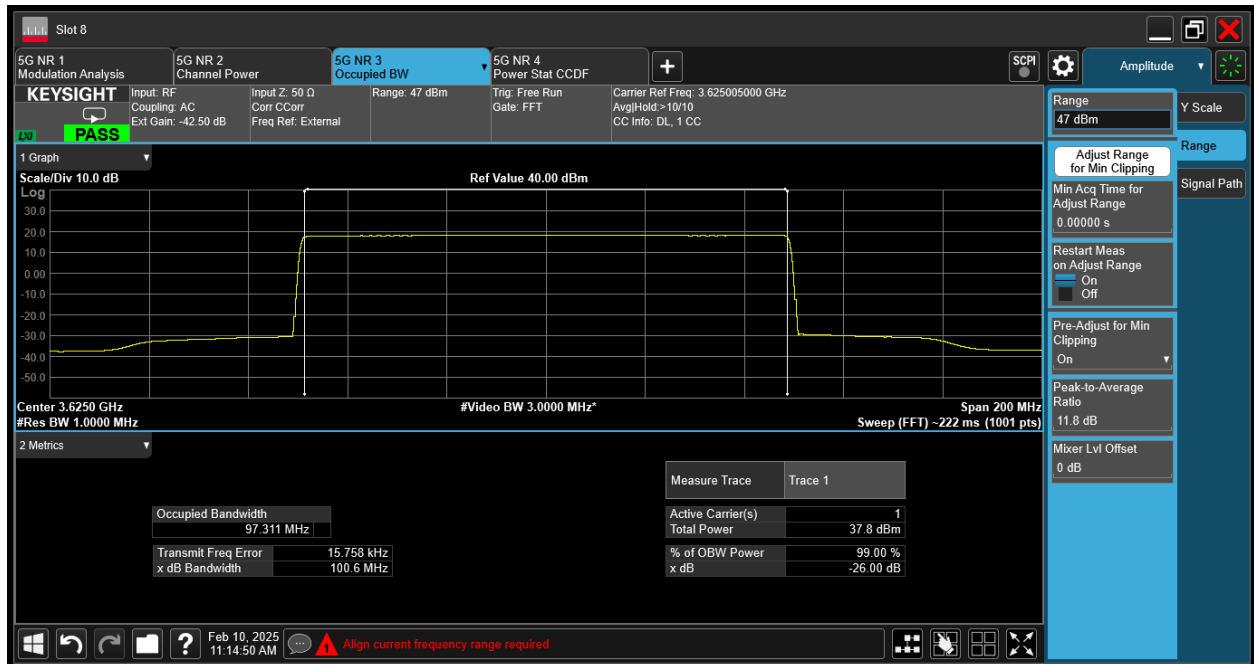 Slot 8
5G NR 1
Modulation Analysis
5G NR 2
Channel Power
5G NR 3
Occupied BW
5G NR 4
Power Stat CCDF
SCPI
Amplitude
KEYSIGHT
LXI
PASS
Input: RF
Coupling: AC
Ext Gain: -42.50 dB
Input Z: 50 Ω
Corr CCorr
Freq Ref: External
Range: 47 dBm
Trig: Free Run
Gate: FFT
Carrier Ref Freq: 3.625005000 GHz
Avg|Hold:>10/10
CC Info: DL, 1 CC
1 Graph
Scale/Div 10.0 dB
Ref Value 40.00 dBm
Log
30.0
20.0
10.0
0.00
-10.0
-20.0
-30.0
-40.0
-50.0
Center 3.6250 GHz
#Video BW 3.0000 MHz*
Span 200 MHz
#Res BW 1.0000 MHz
Sweep (FFT) ~222 ms (1001 pts)
2 Metrics
Measure Trace Trace 1
Occupied Bandwidth
97.311 MHz
Transmit Freq Error 15.758 kHz
x dB Bandwidth 100.6 MHz
Active Carrier(s) 1
Total Power 37.8 dBm
% of OBW Power 99.00 %
x dB -26.00 dB
Range
47 dBm
Adjust Range
for Min Clipping
Min Acq Time for
Adjust Range
0.00000 s
Restart Meas
on Adjust Range
On
Off
Pre-Adjust for Min
Clipping
On
Peak-to-Average
Ratio
11.8 dB
Mixer Lvl Offset
0 dB
Y Scale
Range
Signal Path
?
Feb 10, 2025
11:14:50 AM
1
Align current frequency range required